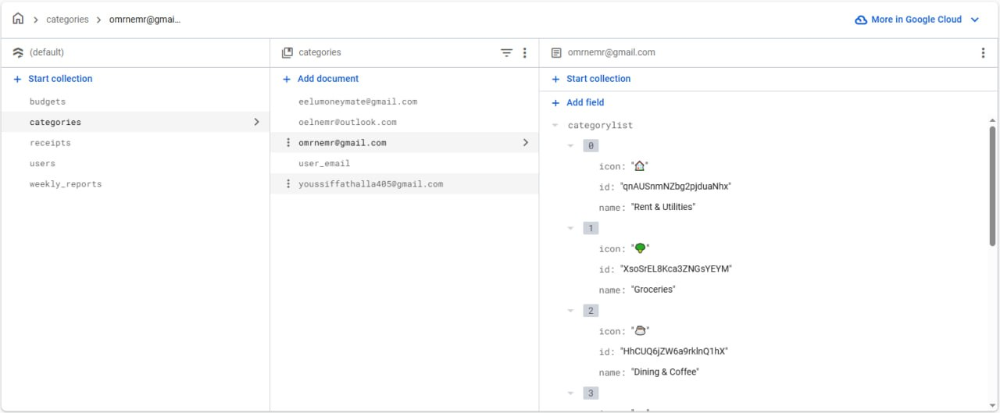 categories > omrnemr@gmai...
More in Google Cloud
(default)
Start collection
budgets
categories
receipts
users
weekly_reports
categories
Add document
eelumoneymate@gmail.com
oelnemr@outlook.com
omrnemr@gmail.com
user_email
youssiffathalla405@gmail.com
omrnemr@gmail.com
Start collection
Add field
categorylist
0
icon: "🏠"
id: "qnAUSnmNZbg2pjduaNhx"
name: "Rent & Utilities"
1
icon: "🥦"
id: "XsoSrEL8Kca3ZNGsYEYM"
name: "Groceries"
2
icon: "☕"
id: "HhCUQ6jZW6a9rklnQ1hX"
name: "Dining & Coffee"
3